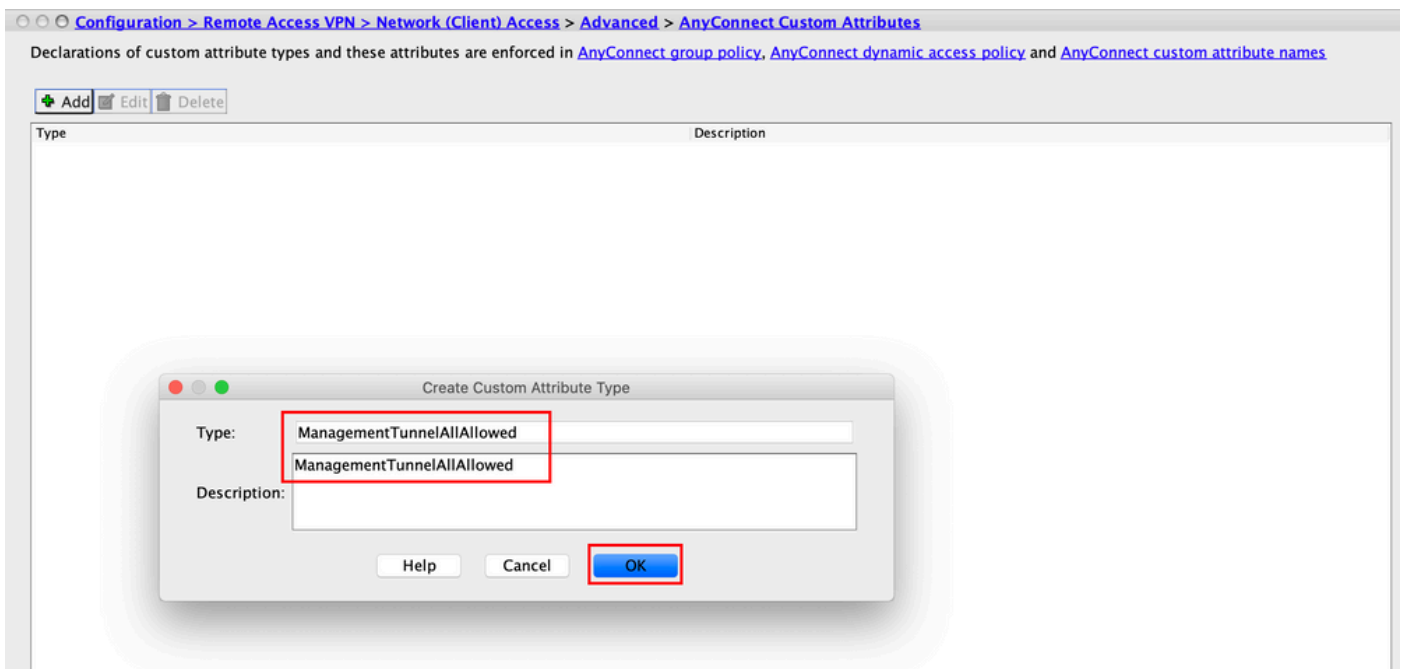 Configuration > Remote Access VPN > Network (Client) Access > Advanced > AnyConnect Custom Attributes
Declarations of custom attribute types and these attributes are enforced in AnyConnect group policy, AnyConnect dynamic access policy and AnyConnect custom attribute names
Add Edit Delete
Type Description
Create Custom Attribute Type
Type: ManagementTunnelAllAllowed
ManagementTunnelAllAllowed
Description:
Help Cancel OK